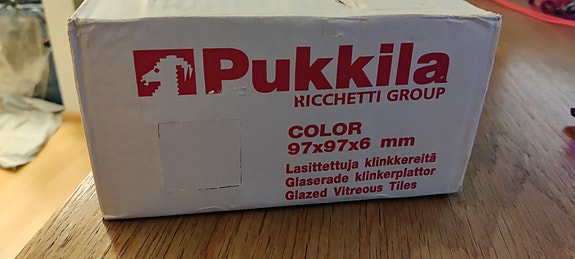 Pukkila
RICCHETTI GROUP
COLOR
97x97x6 mm
Lasitettuja klinkkereitä
Glaserade klinkerplattor
Glazed Vitreous Tiles